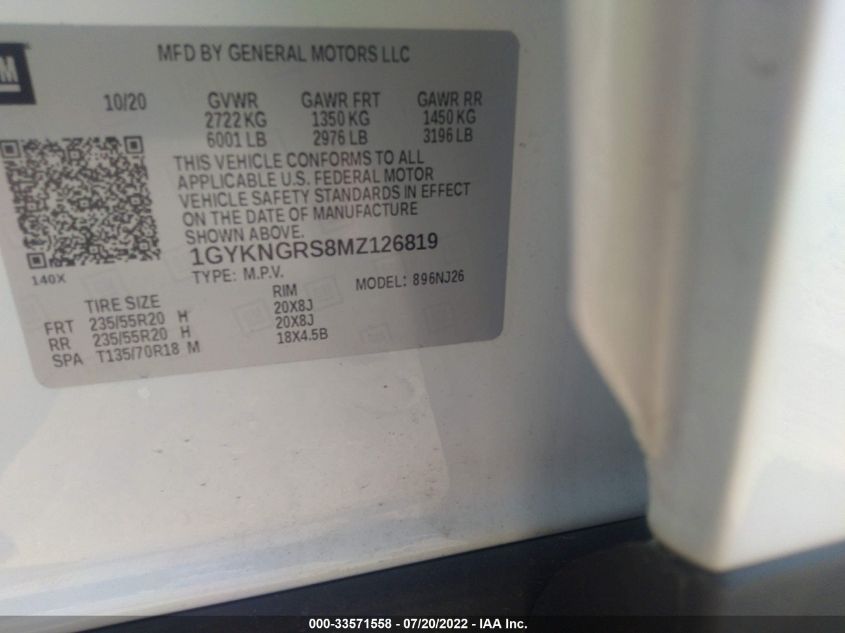 M
MFD BY GENERAL MOTORS LLC
10/20 GVWR GAWR FRT GAWR RR
2722 KG 1350 KG 1450 KG
6001 LB 2976 LB 3196 LB
THIS VEHICLE CONFORMS TO ALL
APPLICABLE U.S. FEDERAL MOTOR
VEHICLE SAFETY STANDARDS IN EFFECT
ON THE DATE OF MANUFACTURE
SHOWN ABOVE.
1GYKNGRS8MZ126819
140X TYPE: M.P.V. MODEL: 896NJ26
TIRE SIZE RIM
FRT 235/55R20 H 20X8J
RR 235/55R20 H 20X8J
SPA T135/70R18 M 18X4.5B
000-33571558 - 07/20/2022 - IAA Inc.